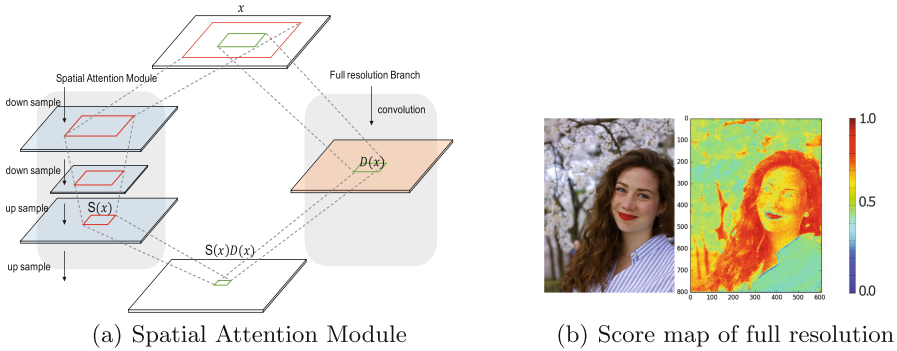 x
Spatial Attention Module
Full resolution Branch
down sample
convolution
down sample
D(x)
up sample
S(x)
up sample
S(x)D(x)
(a) Spatial Attention Module
0
100
200
300
400
500
600
700
800
0 100 200 300 400 500 600
1.0
0.5
0.0
(b) Score map of full resolution